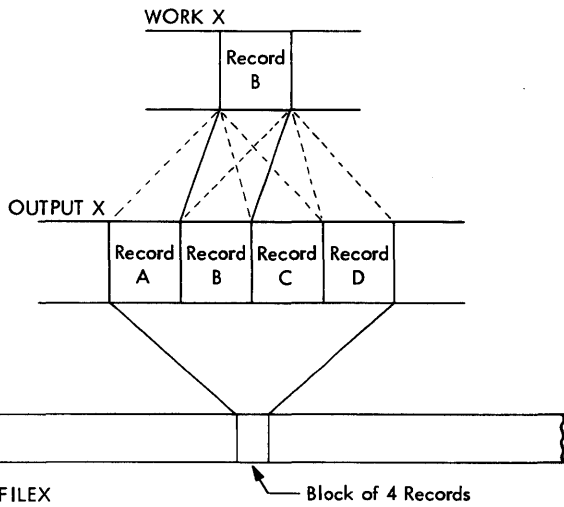 WORK X
Record
B
OUTPUT X
Record
A
Record
B
Record
C
Record
D
FILEX
Block of 4 Records